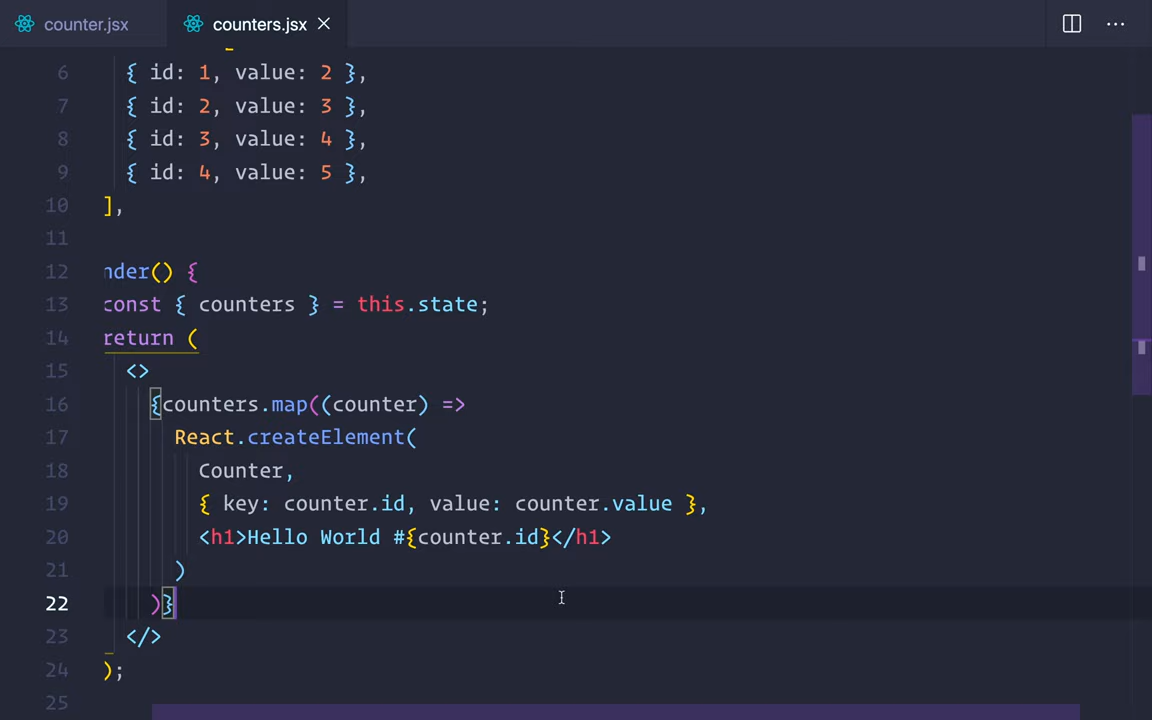 counter.jsx
counters.jsx
6 { id: 1, value: 2 },
7 { id: 2, value: 3 },
8 { id: 3, value: 4 },
9 { id: 4, value: 5 },
10 ],
11
12 nder() {
13 const { counters } = this.state;
14 return (
15 <>
16 {counters.map((counter) =>
17 React.createElement(
18 Counter,
19 { key: counter.id, value: counter.value },
20 <h1>Hello World #{counter.id}</h1>
21 )
22 )}
23 </>
24 );
25